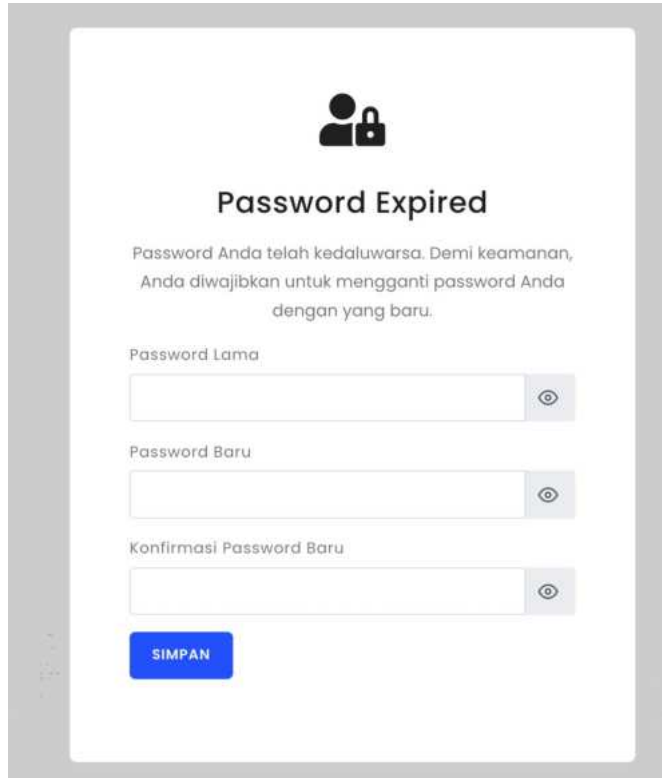 Password Expired
Password Anda telah kedaluwarsa. Demi keamanan,
Anda diwajibkan untuk mengganti password Anda
dengan yang baru.
Password Lama
Password Baru
Konfirmasi Password Baru
SIMPAN